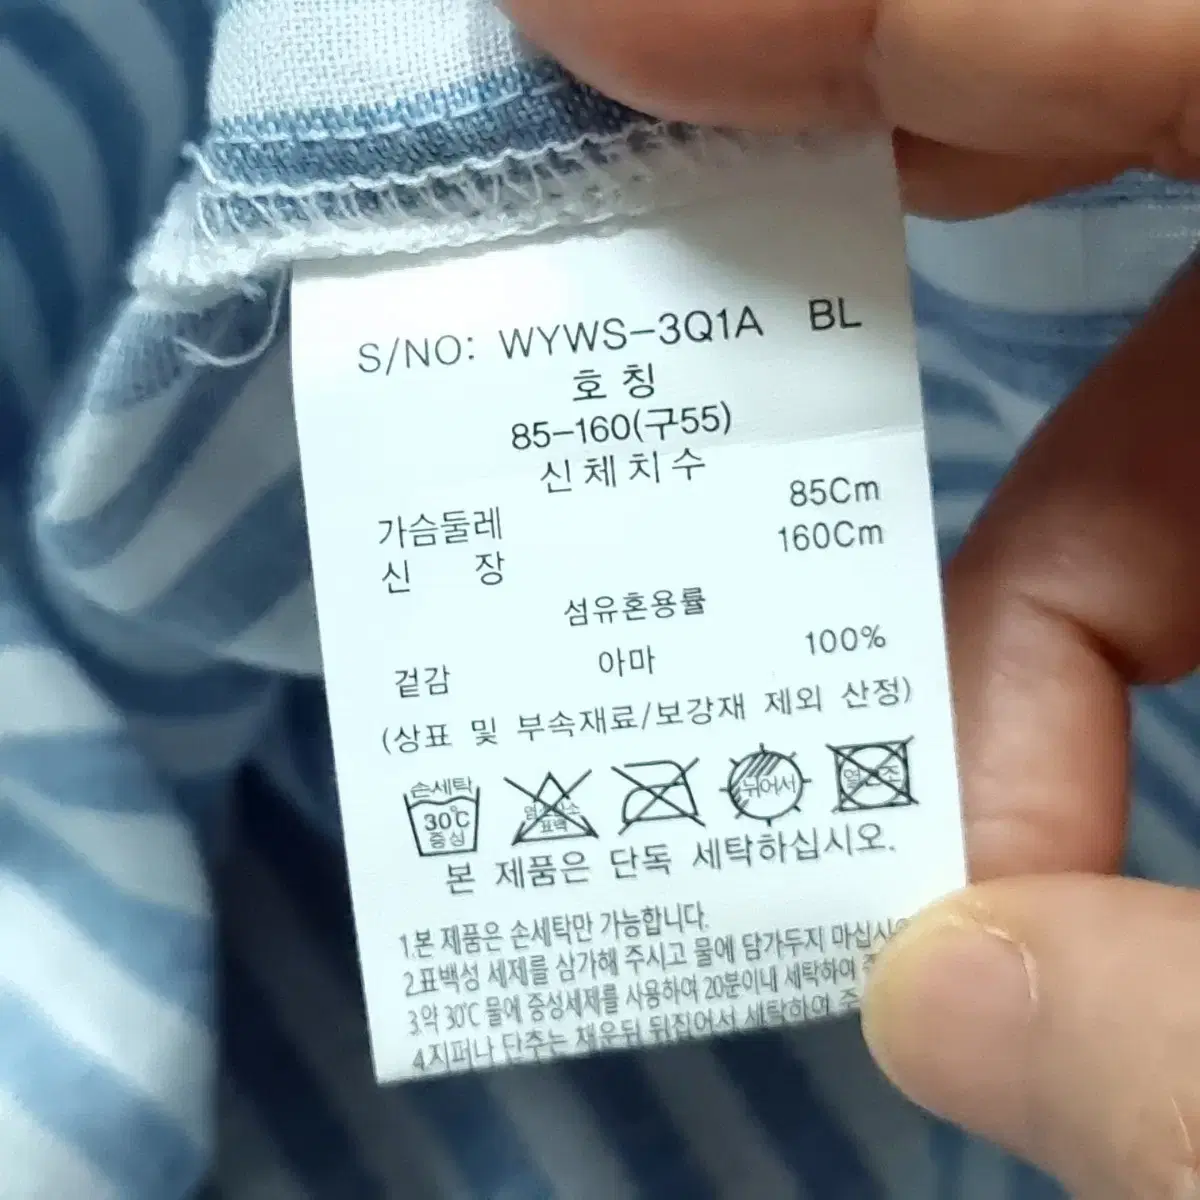 S/NO: WYWS-3Q1A BL
호 칭
85-160(구55)
신 체 치 수
가슴둘레 85Cm
신 장 160Cm
섬유혼용률
겉감 아마 100%
(상표 및 부속재료/보강재 제외 산정)
손세탁
30℃
중성
표백
뉘어서
본 제품은 단독 세탁하십시오.
1.본 제품은 손세탁만 가능합니다.
2.표백성 세제를 삼가해 주시고 물에 담가두지 마십시
3.약 30℃ 물에 중성세제를 사용하여 20분이내 세탁하여
4.지퍼나 단추는 채운뒤 뒤집어서 세탁하여